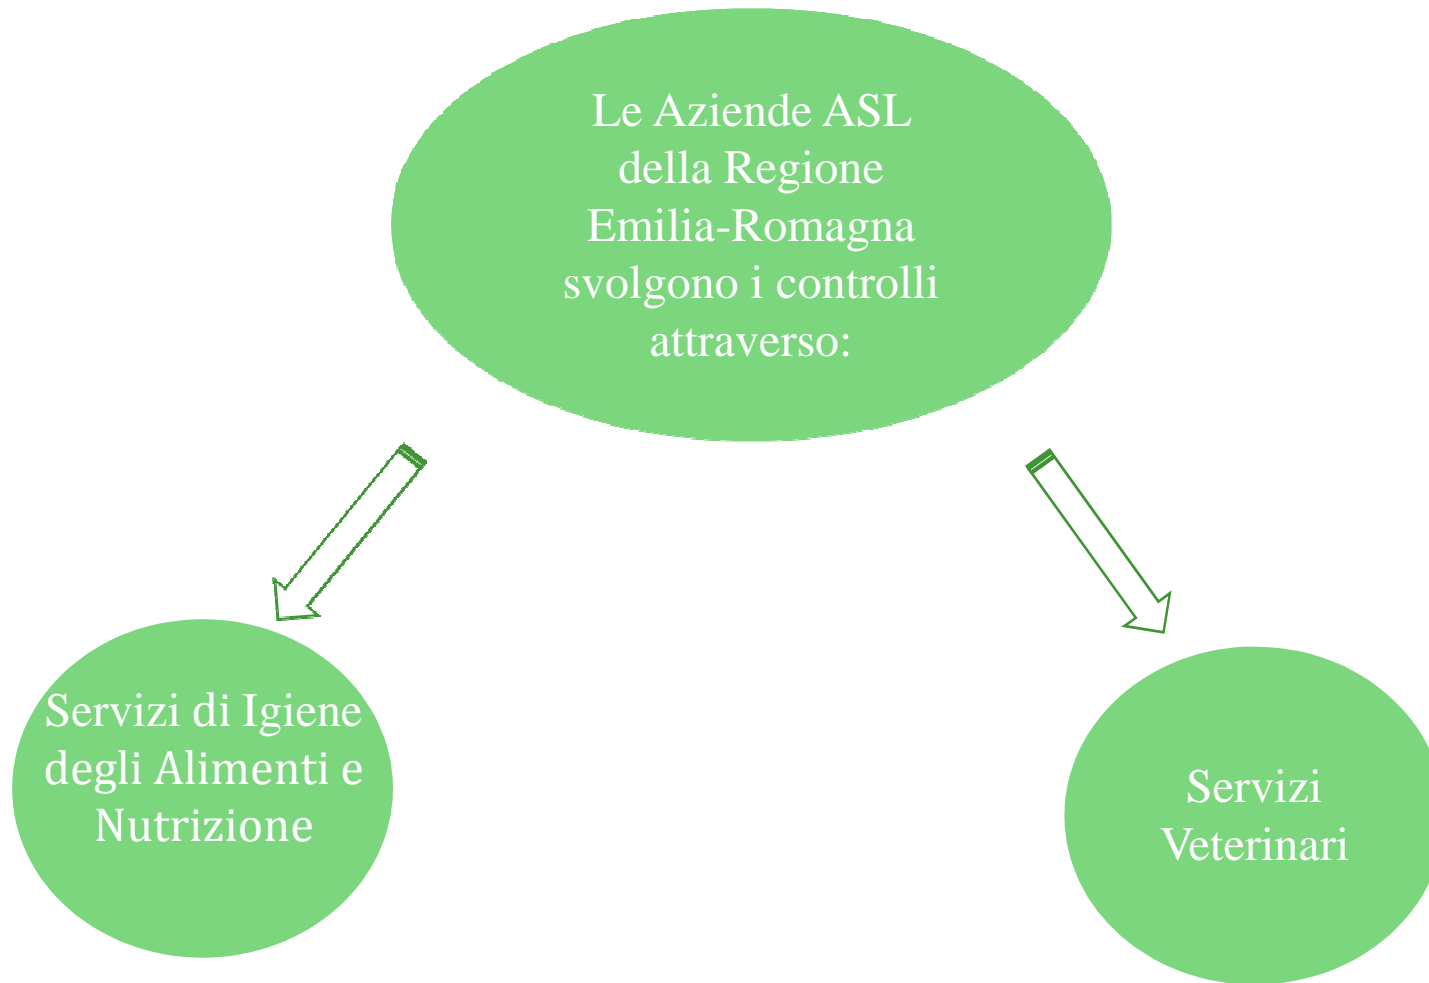 Le Aziende ASL
della Regione
Emilia-Romagna
svolgono i controlli
attraverso:
Servizi di Igiene
degli Alimenti e
Nutrizione
Servizi
Veterinari